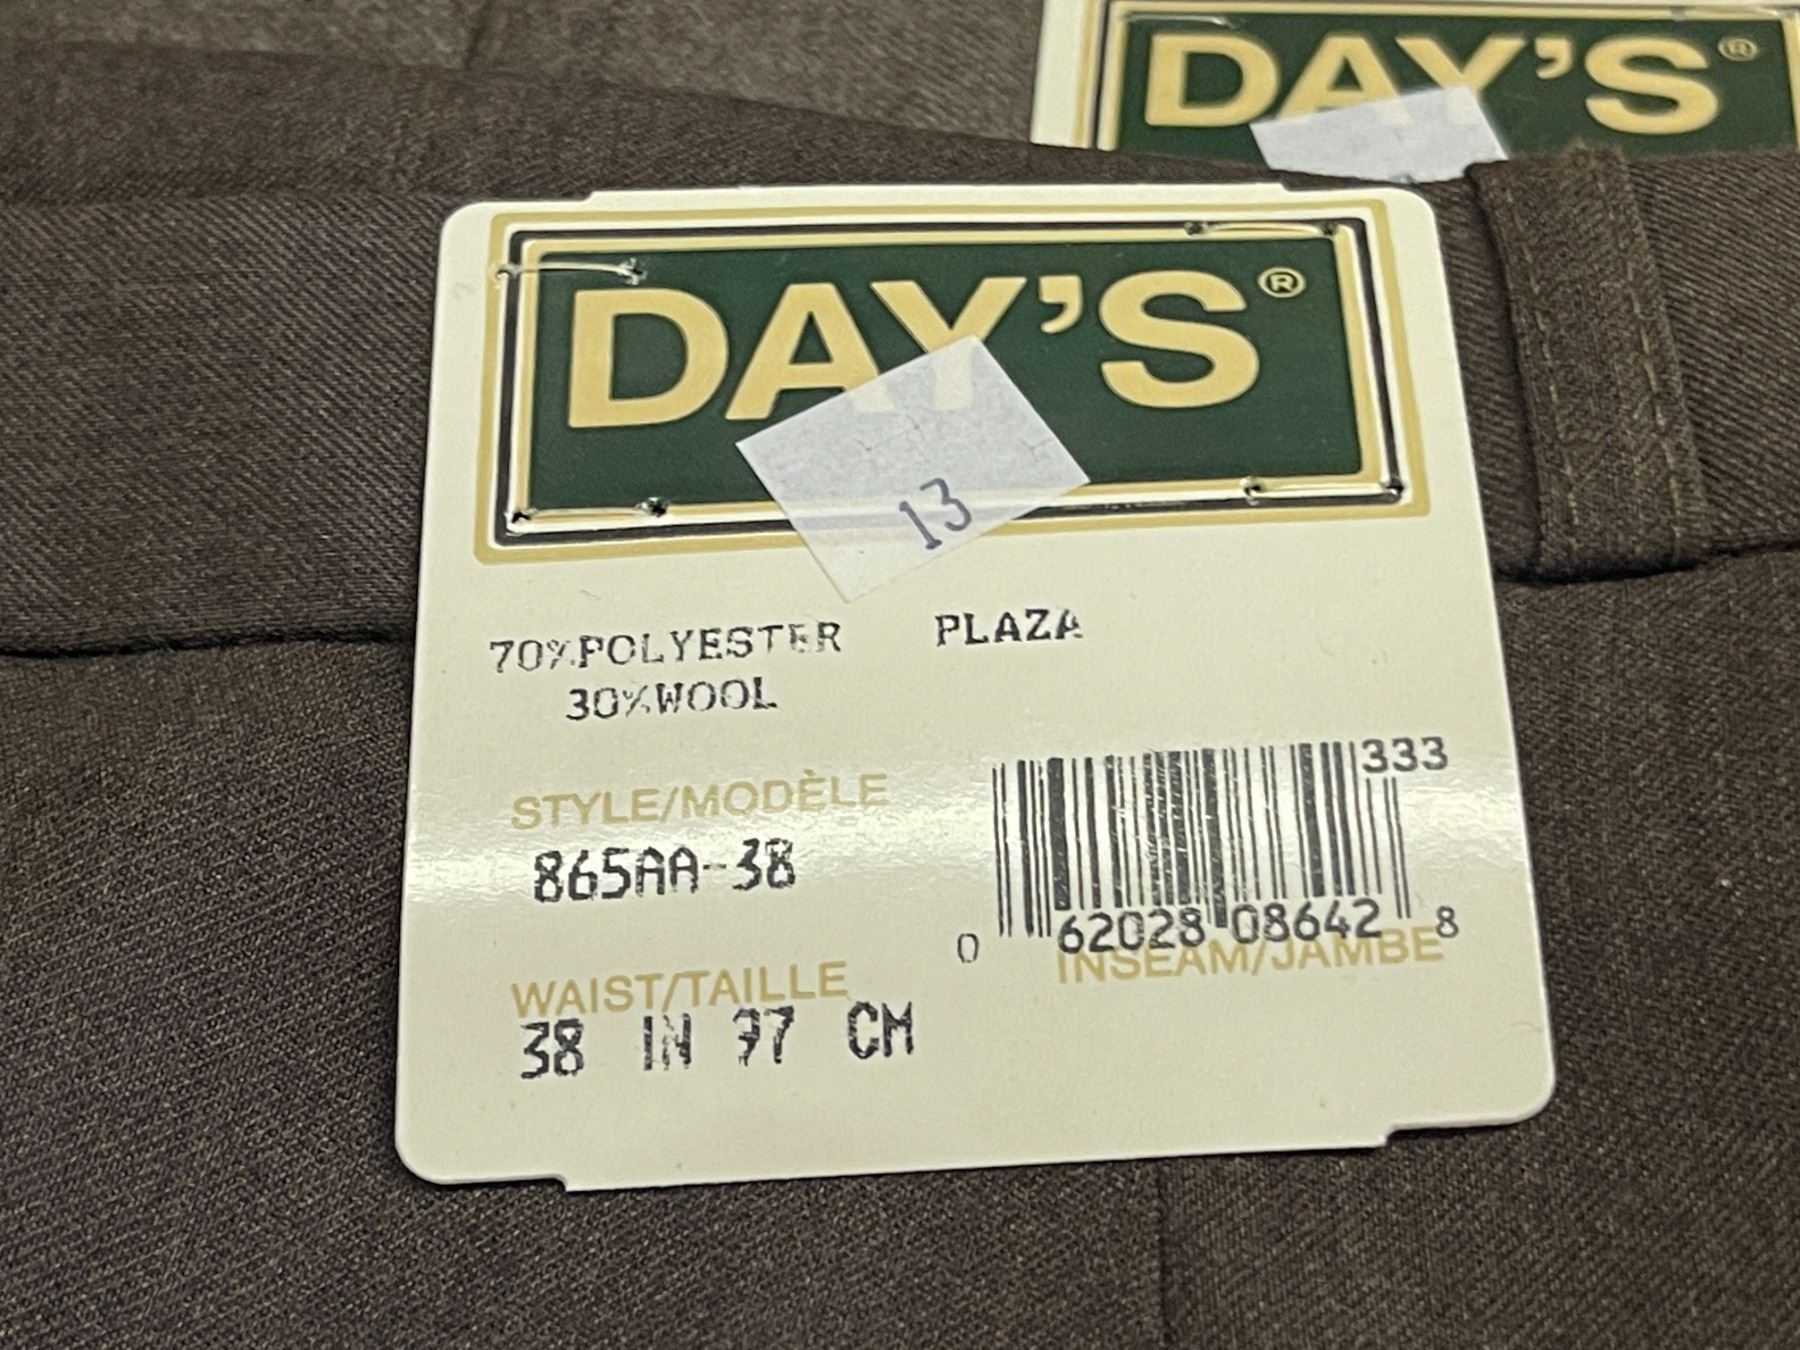 DAY'S®
DAY'S®
13
70%POLYESTER PLAZA
30%WOOL
STYLE/MODÈLE
865AA-38
333
0 62028 08642 8
WAIST/TAILLE INSEAM/JAMBE
38 IN 97 CM